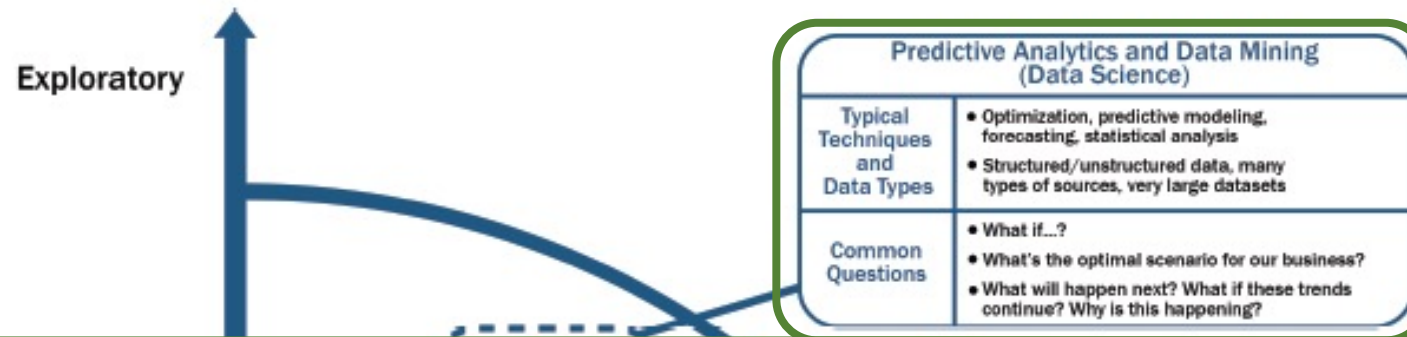 Exploratory
Predictive Analytics and Data Mining
(Data Science)
Typical
Techniques
and
Data Types
• Optimization, predictive modeling,
forecasting, statistical analysis
• Structured/unstructured data, many
types of sources, very large datasets
Common
Questions
• What if...?
• What's the optimal scenario for our business?
• What will happen next? What if these trends
continue? Why is this happening?